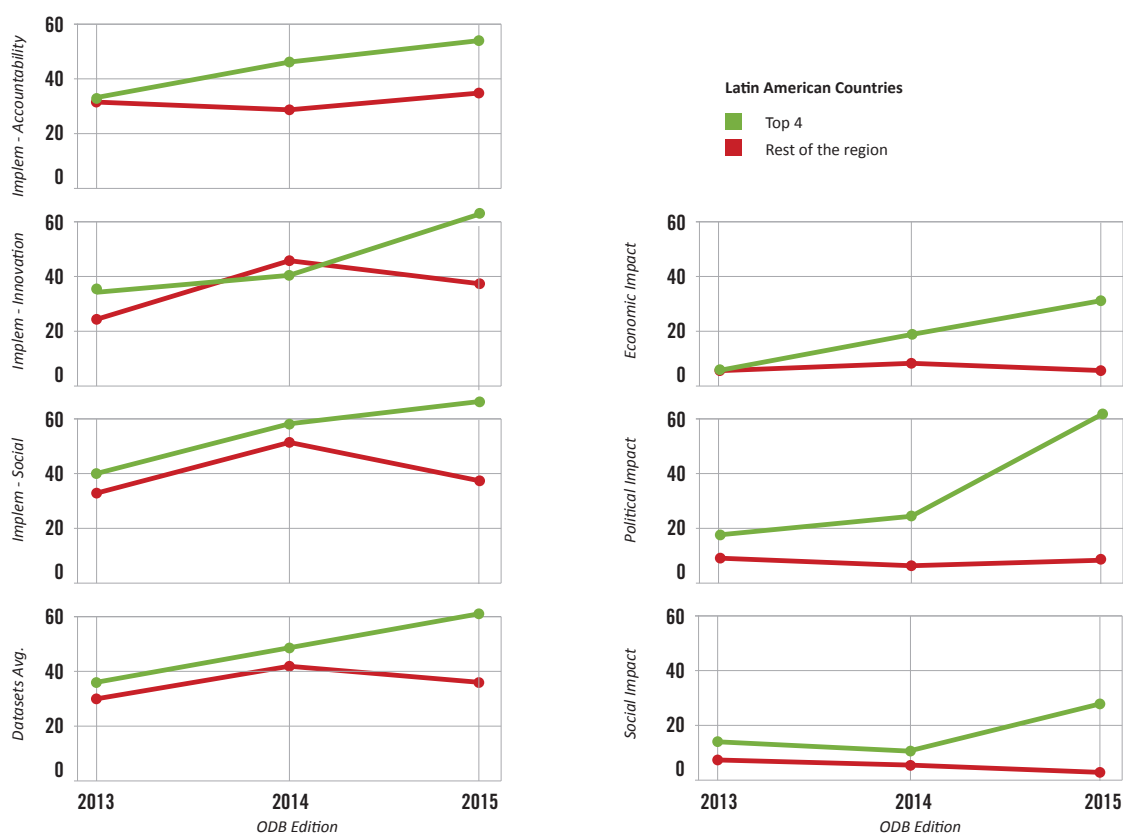 60
40
20
0
Implem - Accountability
60
40
20
0
Implem - Innovation
60
40
20
0
Implem - Social
60
40
20
0
Datasets Avg.
2013 2014 2015
ODB Edition
Latin American Countries
Top 4
Rest of the region
60
40
20
0
Economic Impact
60
40
20
0
Political Impact
60
40
20
0
Social Impact
2013 2014 2015
ODB Edition